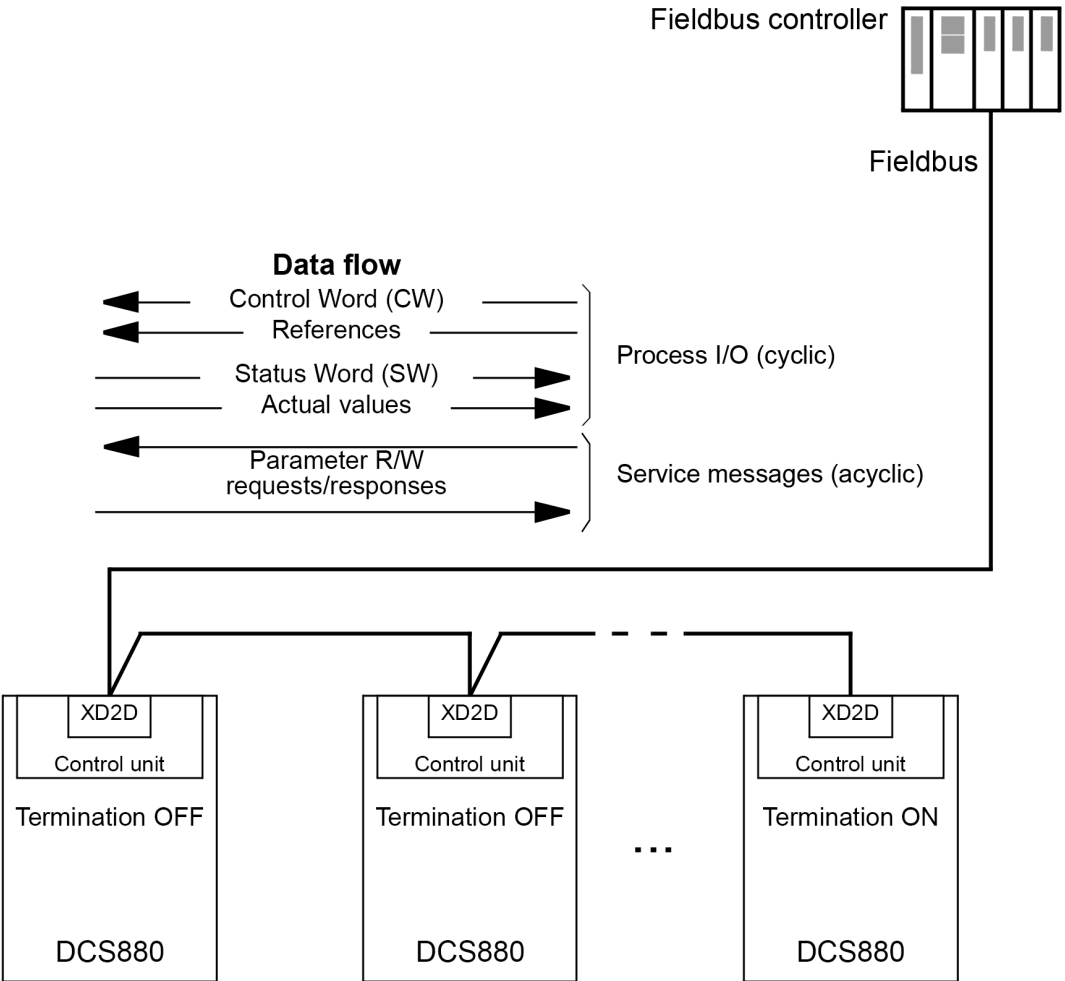 Fieldbus controller
Fieldbus
Data flow
Control Word (CW)
References
Process I/O (cyclic)
Status Word (SW)
Actual values
Parameter R/W
requests/responses
Service messages (acyclic)
XD2D
Control unit
Termination OFF
DCS880
XD2D
Control unit
Termination OFF
DCS880
...
XD2D
Control unit
Termination ON
DCS880